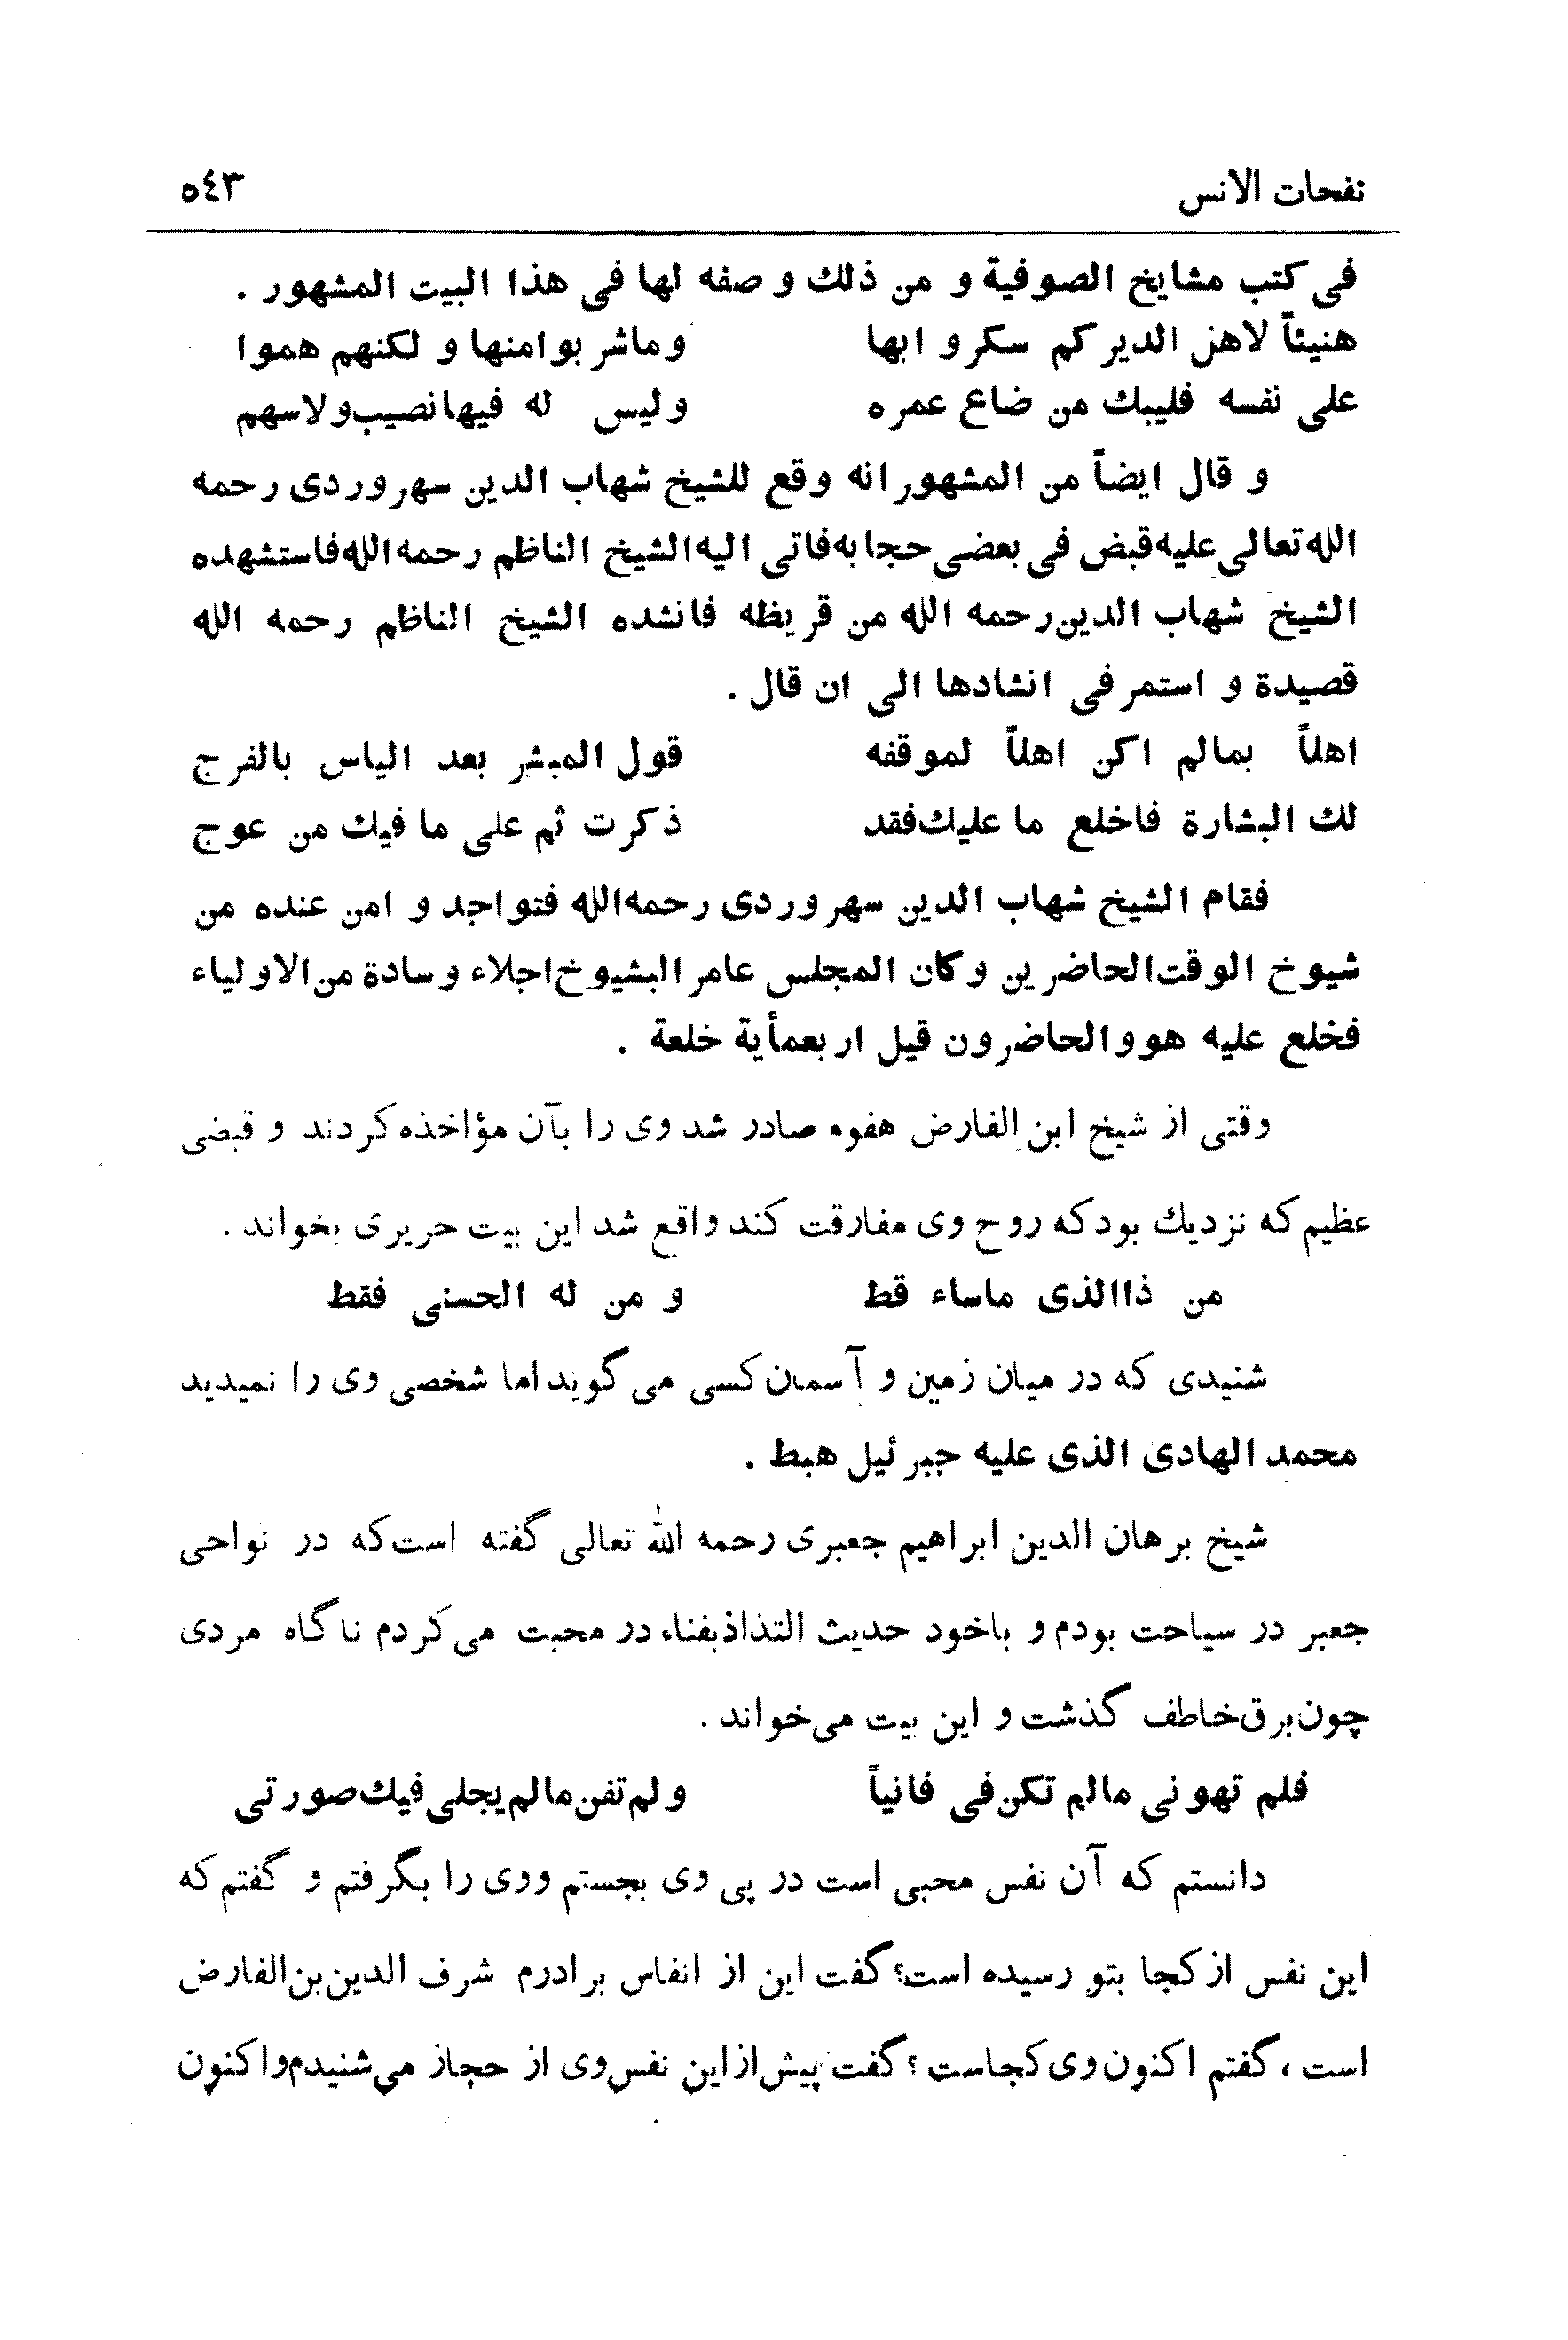 نفحات الانس ٥٤٣
فی کتب مشایخ الصوفیة و من ذلك و صفه لها فی هذا البیت المشهور .
هنیئاً لاهل الدیر کم سکرو ابها وماشر بوامنها و لکنهم هموا
علی نفسه فلیبك من ضاع عمره ولیس له فیها نصیب ولاسهم
و قال ایضاً من المشهور انه وقع للشیخ شهاب الدین سهروردی رحمه
الله تعالی علیه قبض فی بعضی حجابه فاتی الیه الشیخ الناظم رحمه الله فاستشهده
الشیخ شهاب الدین رحمه الله من قریظه فانشده الشیخ الناظم رحمه الله
قصیدة و استمر فی انشادها الی ان قال .
اهلاً بمالم اکن اهلاً لموقفه قول المبشر بعد الیاس بالفرج
لك البشارة فاخلع ما علیك فقد ذکرت ثم علی ما فیك من عوج
فقام الشیخ شهاب الدین سهروردی رحمه الله فتواجد و امن عنده من
شیوخ الوقت الحاضرین وکان المجلس عامر البشیوخ اجلاء وسادة من الاولیاء
فخلع علیه هووالحاضرون قیل اربعمأیة خلعة .
وقتی از شیخ ابن الفارض هفوه صادر شد وی را بآن مؤاخذه کردند و قبضی
عظیم که نزدیك بودکه روح وی مفارقت کند واقع شد این بیت حریری بخواند .
من ذاالذی ماساء قط و من له الحسنی فقط
شنیدی که در میان زمین و آسمان کسی می گوید اما شخصی وی را نمیدید
محمد الهادی الذی علیه جبرئیل هبط .
شیخ برهان الدین ابراهیم جعبری رحمه الله تعالی گفته است که در نواحی
جعبر در سیاحت بودم و باخود حدیث التذاذبفناء در محبت می کردم ناگاه مردی
چون برق خاطف گذشت و این بیت می خواند .
فلم تهونی مالم تکن فی فانیاً ولم تفن مالم یجلی فیك صورتی
دانستم که آن نفس محبی است در پی وی بجستم ووی را بگرفتم و گفتم که
این نفس از کجا بتو رسیده است؟ گفت این از انفاس برادرم شرف الدین بن الفارض
است ، گفتم اکنون وی کجاست ؟ گفت پیش از این نفس وی از حجاز می شنیدم واکنون